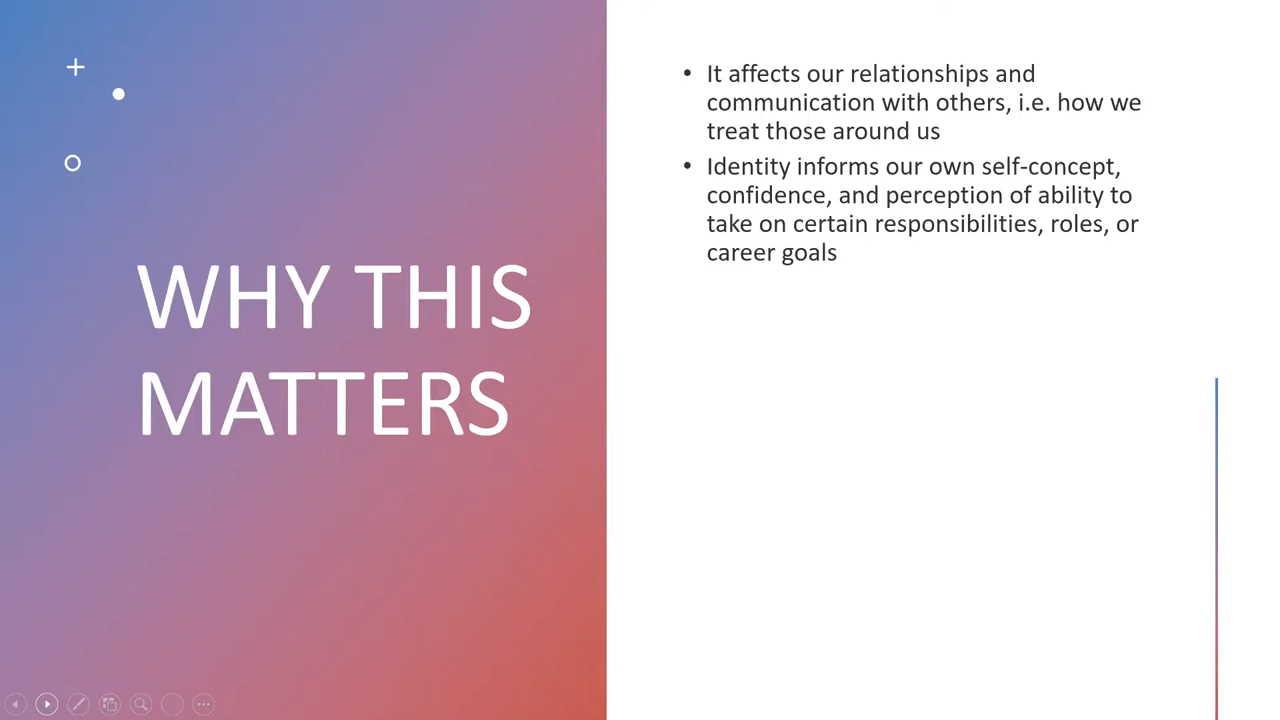 WHY THIS
MATTERS
• It affects our relationships and
communication with others, i.e. how we
treat those around us
• Identity informs our own self-concept,
confidence, and perception of ability to
take on certain responsibilities, roles, or
career goals